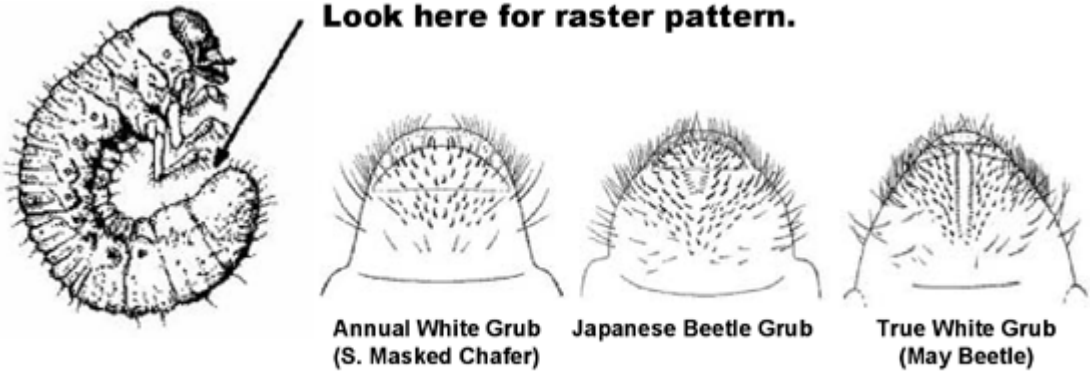 Look here for raster pattern.
Annual White Grub
(S. Masked Chafer)
Japanese Beetle Grub
True White Grub
(May Beetle)